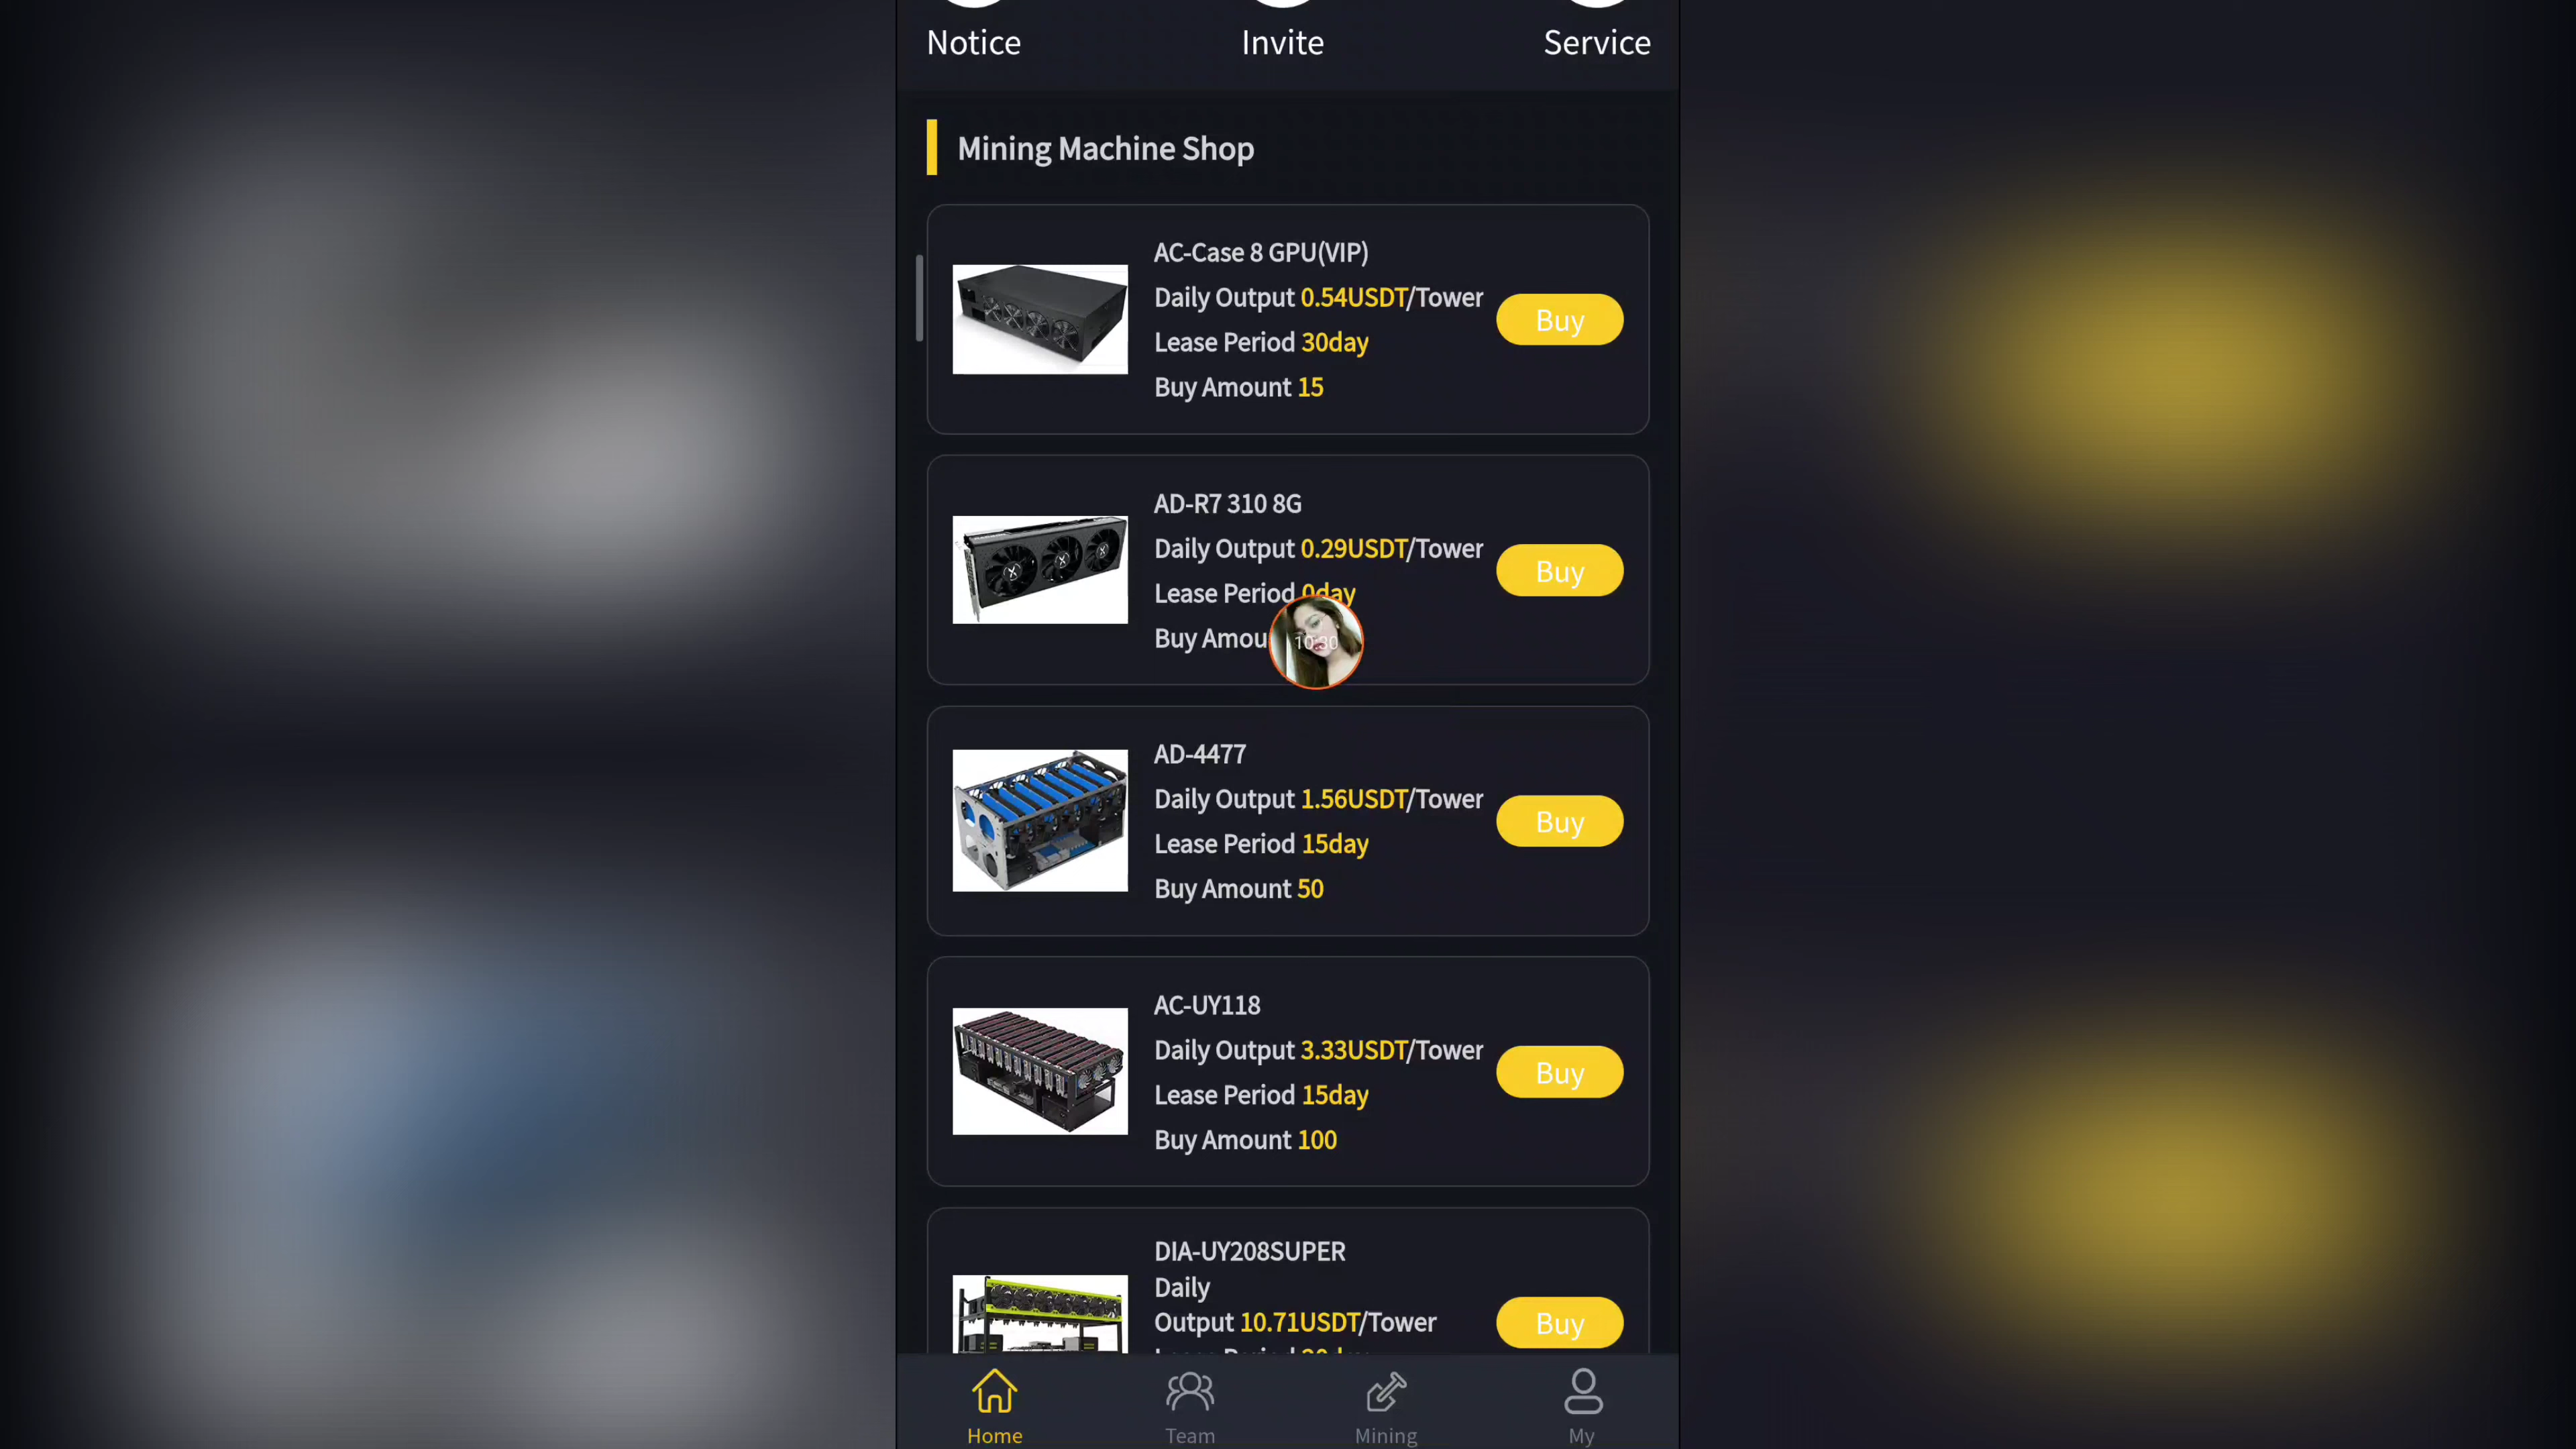 Notice
Invite
Service
Mining Machine Shop
AC-Case 8 GPU(VIP)
Daily Output 0.54USDT/Tower
Lease Period 30day
Buy Amount 15
Buy
AD-R7 310 8G
Daily Output 0.29USDT/Tower
Lease Period 0day
Buy
10:30
AD-4477
Daily Output 1.56USDT/Tower
Lease Period 15day
Buy Amount 50
Buy
AC-UY118
Daily Output 3.33USDT/Tower
Lease Period 15day
Buy Amount 100
Buy
DIA-UY208SUPER
Daily
Output 10.71USDT/Tower
Buy
Home
Team
Mining
My